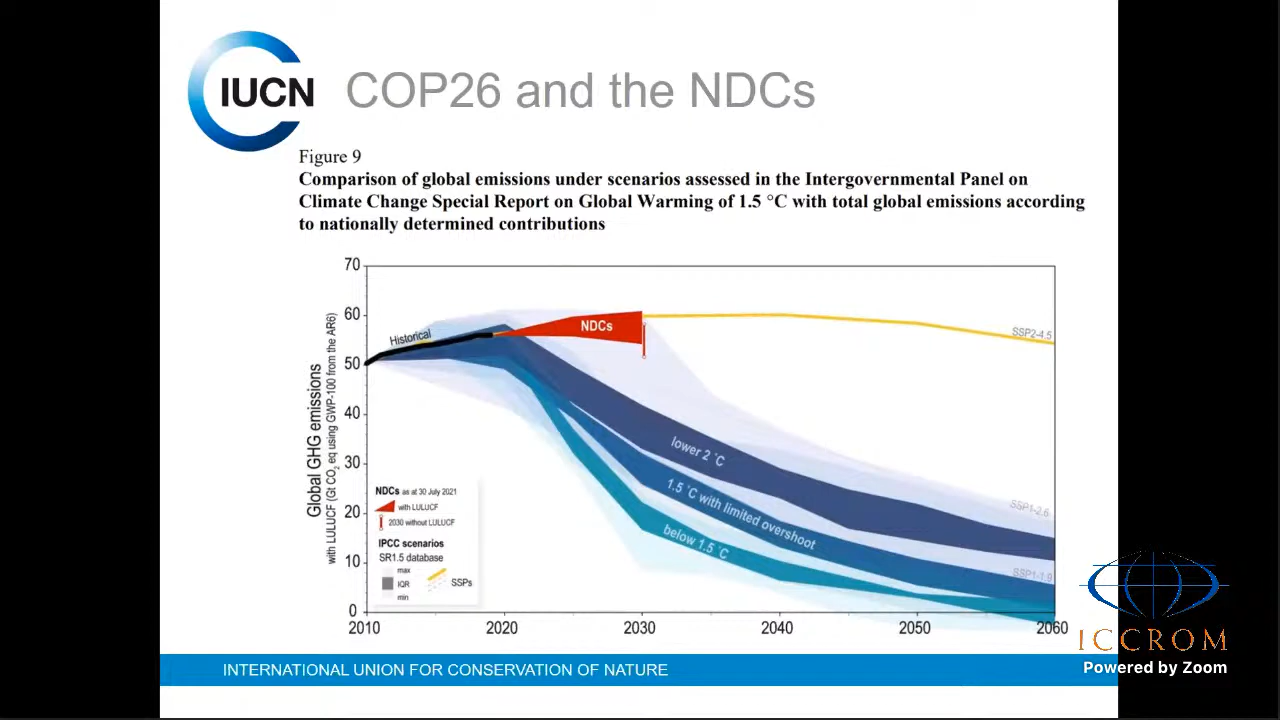 IUCN
COP26 and the NDCs
Figure 9
Comparison of global emissions under scenarios assessed in the Intergovernmental Panel on
Climate Change Special Report on Global Warming of 1.5 °C with total global emissions according
to nationally determined contributions
Global GHG emissions
with LULUCF (Gt CO2 eq using GWP-100 from the AR6)
70
60
50
40
30
20
10
0
2010
2020
2030
2040
2050
2060
Historical
NDCs
SSP2-4.5
lower 2 °C
1.5 °C with limited overshoot
below 1.5 °C
SSP1-2.6
SSP1-1.9
NDCs as at 30 July 2021
with LULUCF
2030 without LULUCF
IPCC scenarios
SR1.5 database
max
IQR
min
SSPs
INTERNATIONAL UNION FOR CONSERVATION OF NATURE
ICCROM
Powered by Zoom